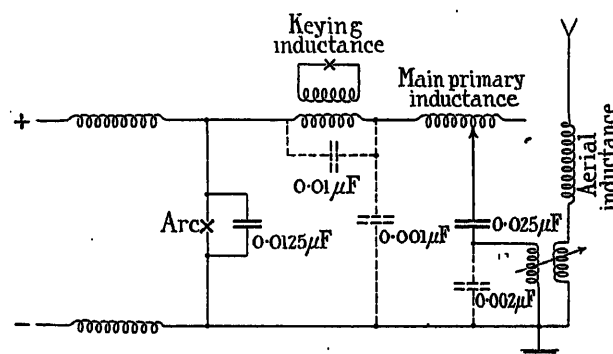 Keying
inductance
Main primary
inductance
Aerial
inductance
+
0·01μF
Arc
0·0125μF
0·001μF
0·025μF
0·002μF
−